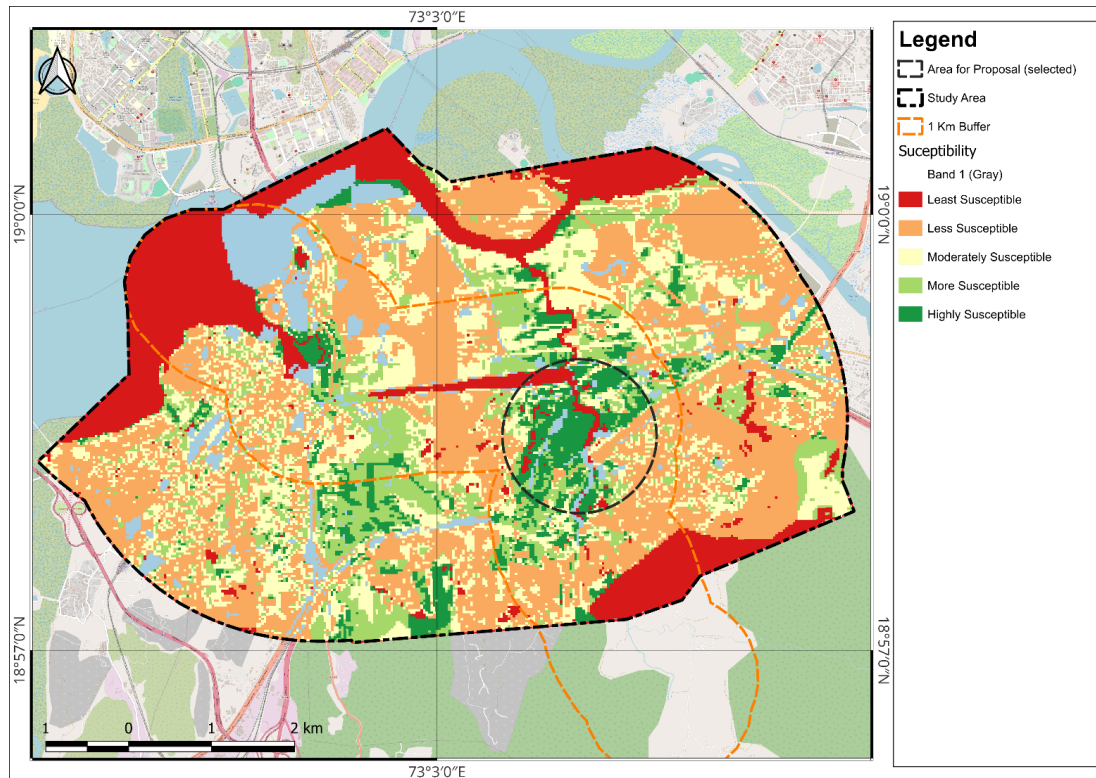 73°3'0"E
Legend
Area for Proposal (selected)
Study Area
1 Km Buffer
Suceptibility
Band 1 (Gray)
Least Susceptible
Less Susceptible
Moderately Susceptible
More Susceptible
Highly Susceptible
19°0'0"N
19°0'0"N
18°57'0"N
18°57'0"N
1 0 1 2 km
73°3'0"E